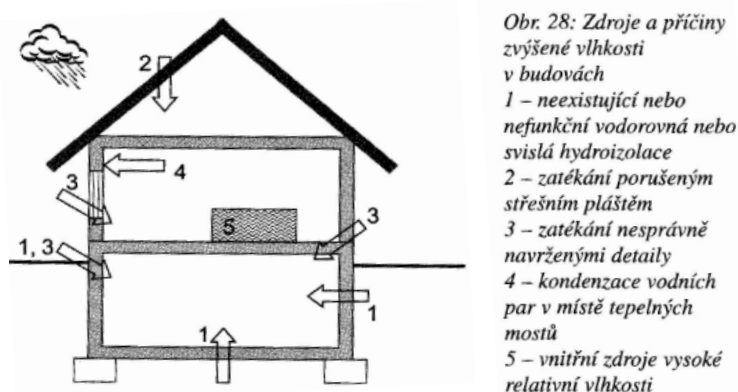 Obr. 28: Zdroje a příčiny
zvýšené vlhkosti
v budovách
1 – neexistující nebo
nefunkční vodorovná nebo
svislá hydroizolace
2 – zatékání porušeným
střešním pláštěm
3 – zatékání nesprávně
navrženými detaily
4 – kondenzace vodních
par v místě tepelných
mostů
5 – vnitřní zdroje vysoké
relativní vlhkosti
2
4
3
5
3
1, 3
1
1